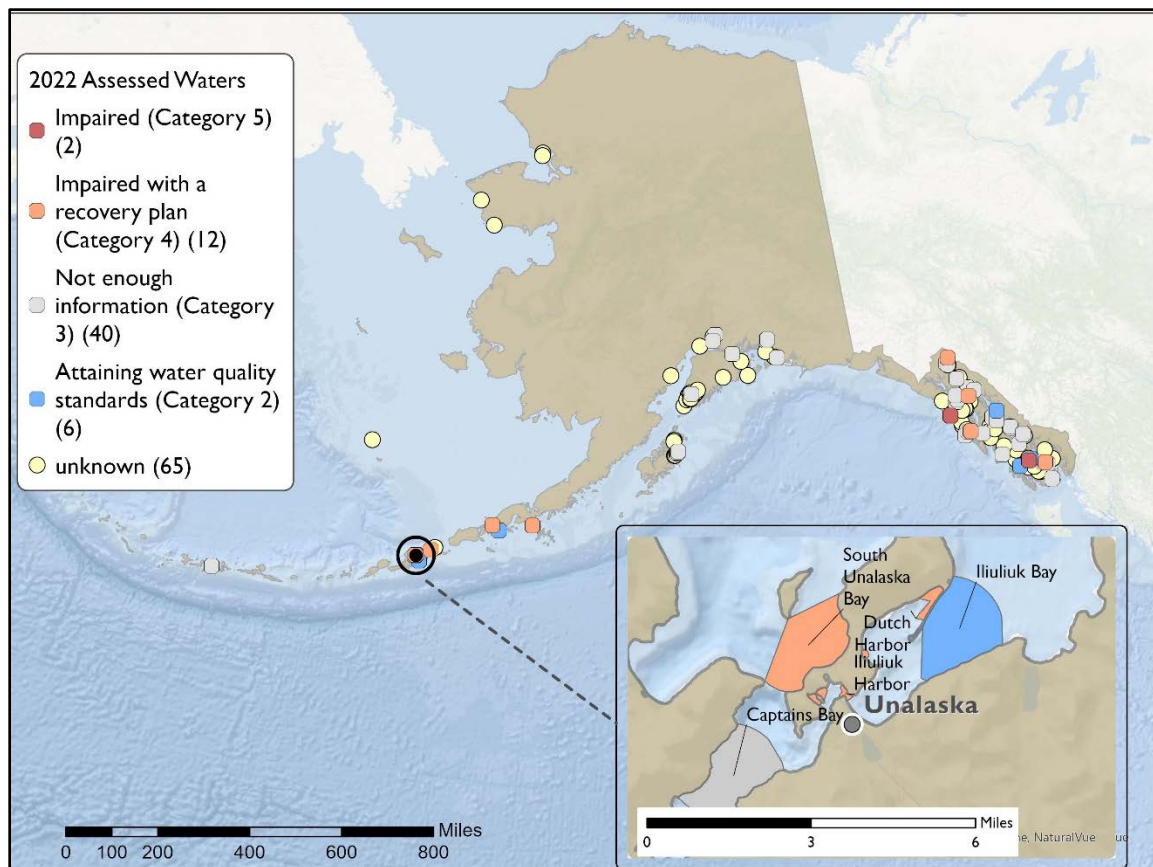 2022 Assessed Waters
Impaired (Category 5)
(2)
Impaired with a
recovery plan
(Category 4) (12)
Not enough
information (Category
3) (40)
Attaining water quality
standards (Category 2)
(6)
unknown (65)
Miles
0 100 200 400 600 800
South
Unalaska
Bay
Iliuliuk Bay
Dutch
Harbor
Iliuliuk
Harbor
Captains Bay
Unalaska
Miles
0 3 6
NaturalVue